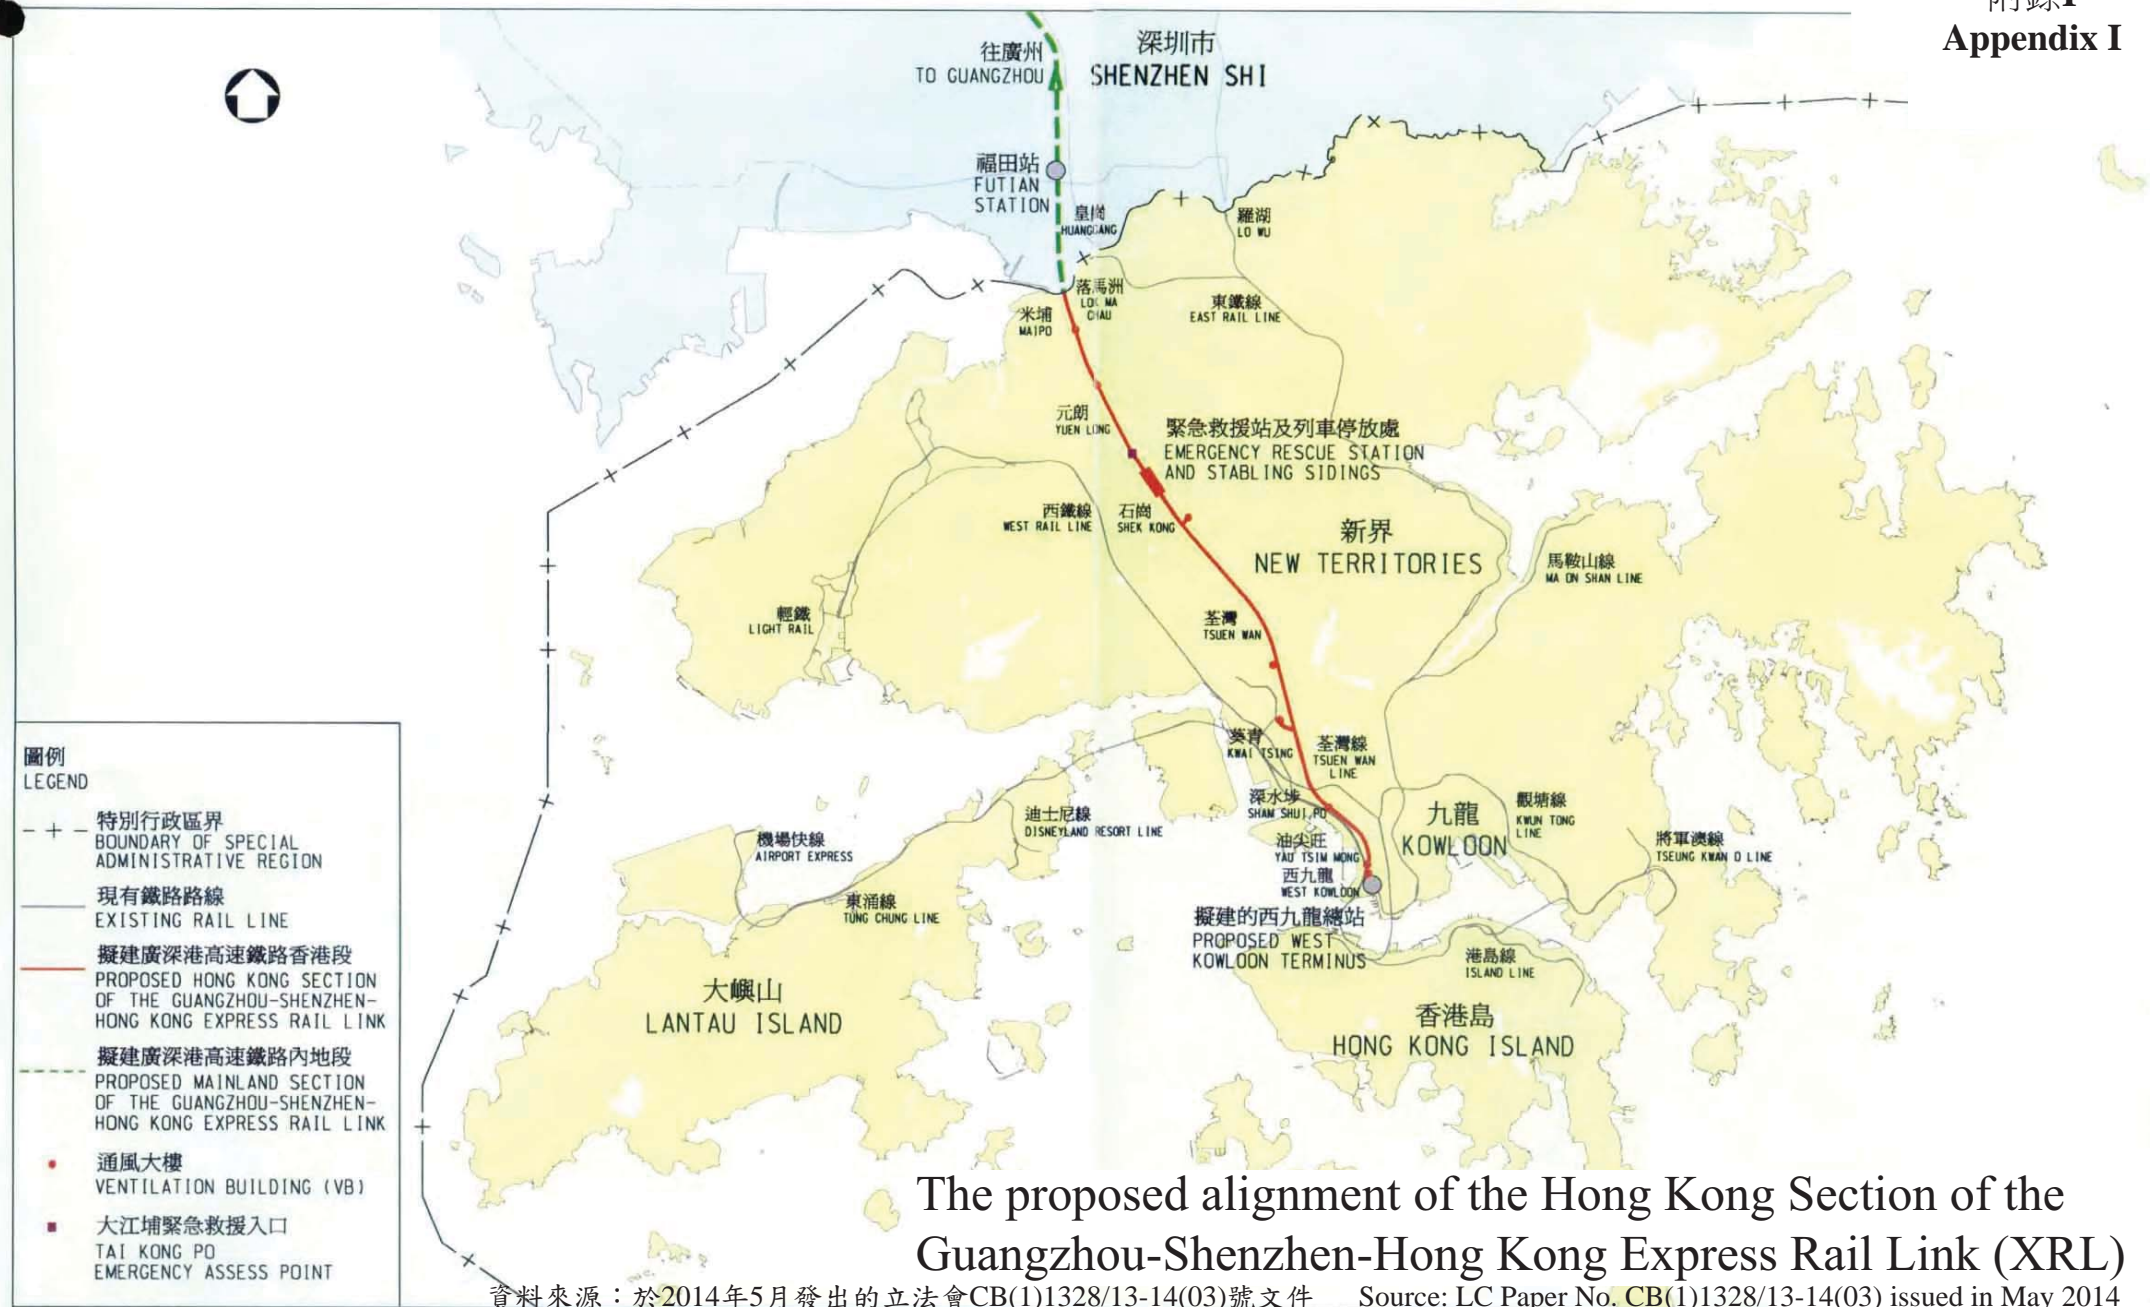 附錄I
Appendix I
往廣州
TO GUANGZHOU
深圳市
SHENZHEN SHI
福田站
FUTIAN
STATION
皇崗
HUANGGANG
羅湖
LO WU
落馬洲
LOK MA
CHAU
米埔
MAIPO
東鐵線
EAST RAIL LINE
元朗
YUEN LONG
緊急救援站及列車停放處
EMERGENCY RESCUE STATION
AND STABLING SIDINGS
西鐵線
WEST RAIL LINE
石崗
SHEK KONG
新界
NEW TERRITORIES
馬鞍山線
MA ON SHAN LINE
輕鐵
LIGHT RAIL
荃灣
TSUEN WAN
葵青
KWAI TSING
荃灣線
TSUEN WAN
LINE
深水埗
SHAM SHUI PO
迪士尼線
DISNEYLAND RESORT LINE
九龍
KOWLOON
觀塘線
KWUN TONG
LINE
機場快線
AIRPORT EXPRESS
油尖旺
YAU TSIM MONG
將軍澳線
TSEUNG KWAN O LINE
西九龍
WEST KOWLOON
東涌線
TUNG CHUNG LINE
擬建的西九龍總站
PROPOSED WEST
KOWLOON TERMINUS
港島線
ISLAND LINE
大嶼山
LANTAU ISLAND
香港島
HONG KONG ISLAND
圖例
LEGEND
特別行政區界
BOUNDARY OF SPECIAL
ADMINISTRATIVE REGION
現有鐵路路線
EXISTING RAIL LINE
擬建廣深港高速鐵路香港段
PROPOSED HONG KONG SECTION
OF THE GUANGZHOU-SHENZHEN-
HONG KONG EXPRESS RAIL LINK
擬建廣深港高速鐵路內地段
PROPOSED MAINLAND SECTION
OF THE GUANGZHOU-SHENZHEN-
HONG KONG EXPRESS RAIL LINK
通風大樓
VENTILATION BUILDING (VB)
大江埔緊急救援入口
TAI KONG PO
EMERGENCY ASSESS POINT
The proposed alignment of the Hong Kong Section of the
Guangzhou-Shenzhen-Hong Kong Express Rail Link (XRL)
資料來源：於2014年5月發出的立法會CB(1)1328/13-14(03)號文件 Source: LC Paper No. CB(1)1328/13-14(03) issued in May 2014